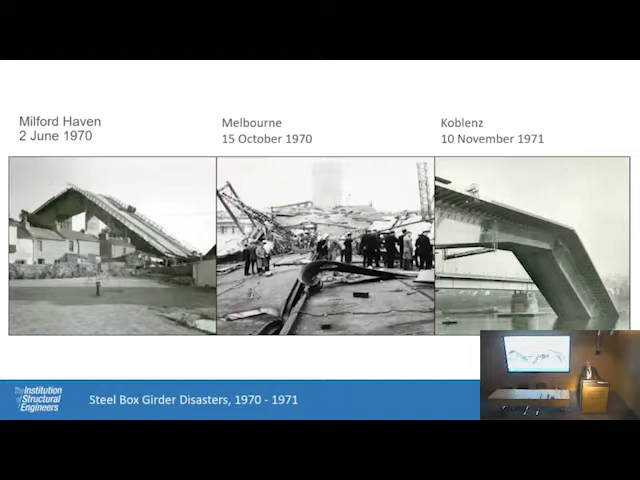 Milford Haven
2 June 1970
Melbourne
15 October 1970
Koblenz
10 November 1971
The Institution
of Structural
Engineers
Steel Box Girder Disasters, 1970 - 1971